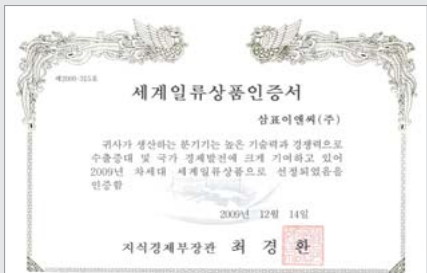 세계일류상품인증서
삼표이앤씨(주)
귀사가 생산하는 분기기는 높은 기술력과 경쟁력으로
수출증대 및 국가 경제발전에 크게 기여하고 있어
2009년 차세대 세계일류상품으로 선정되었음을
인증함
2009년 12월 14일
지식경제부장관 최 경 환